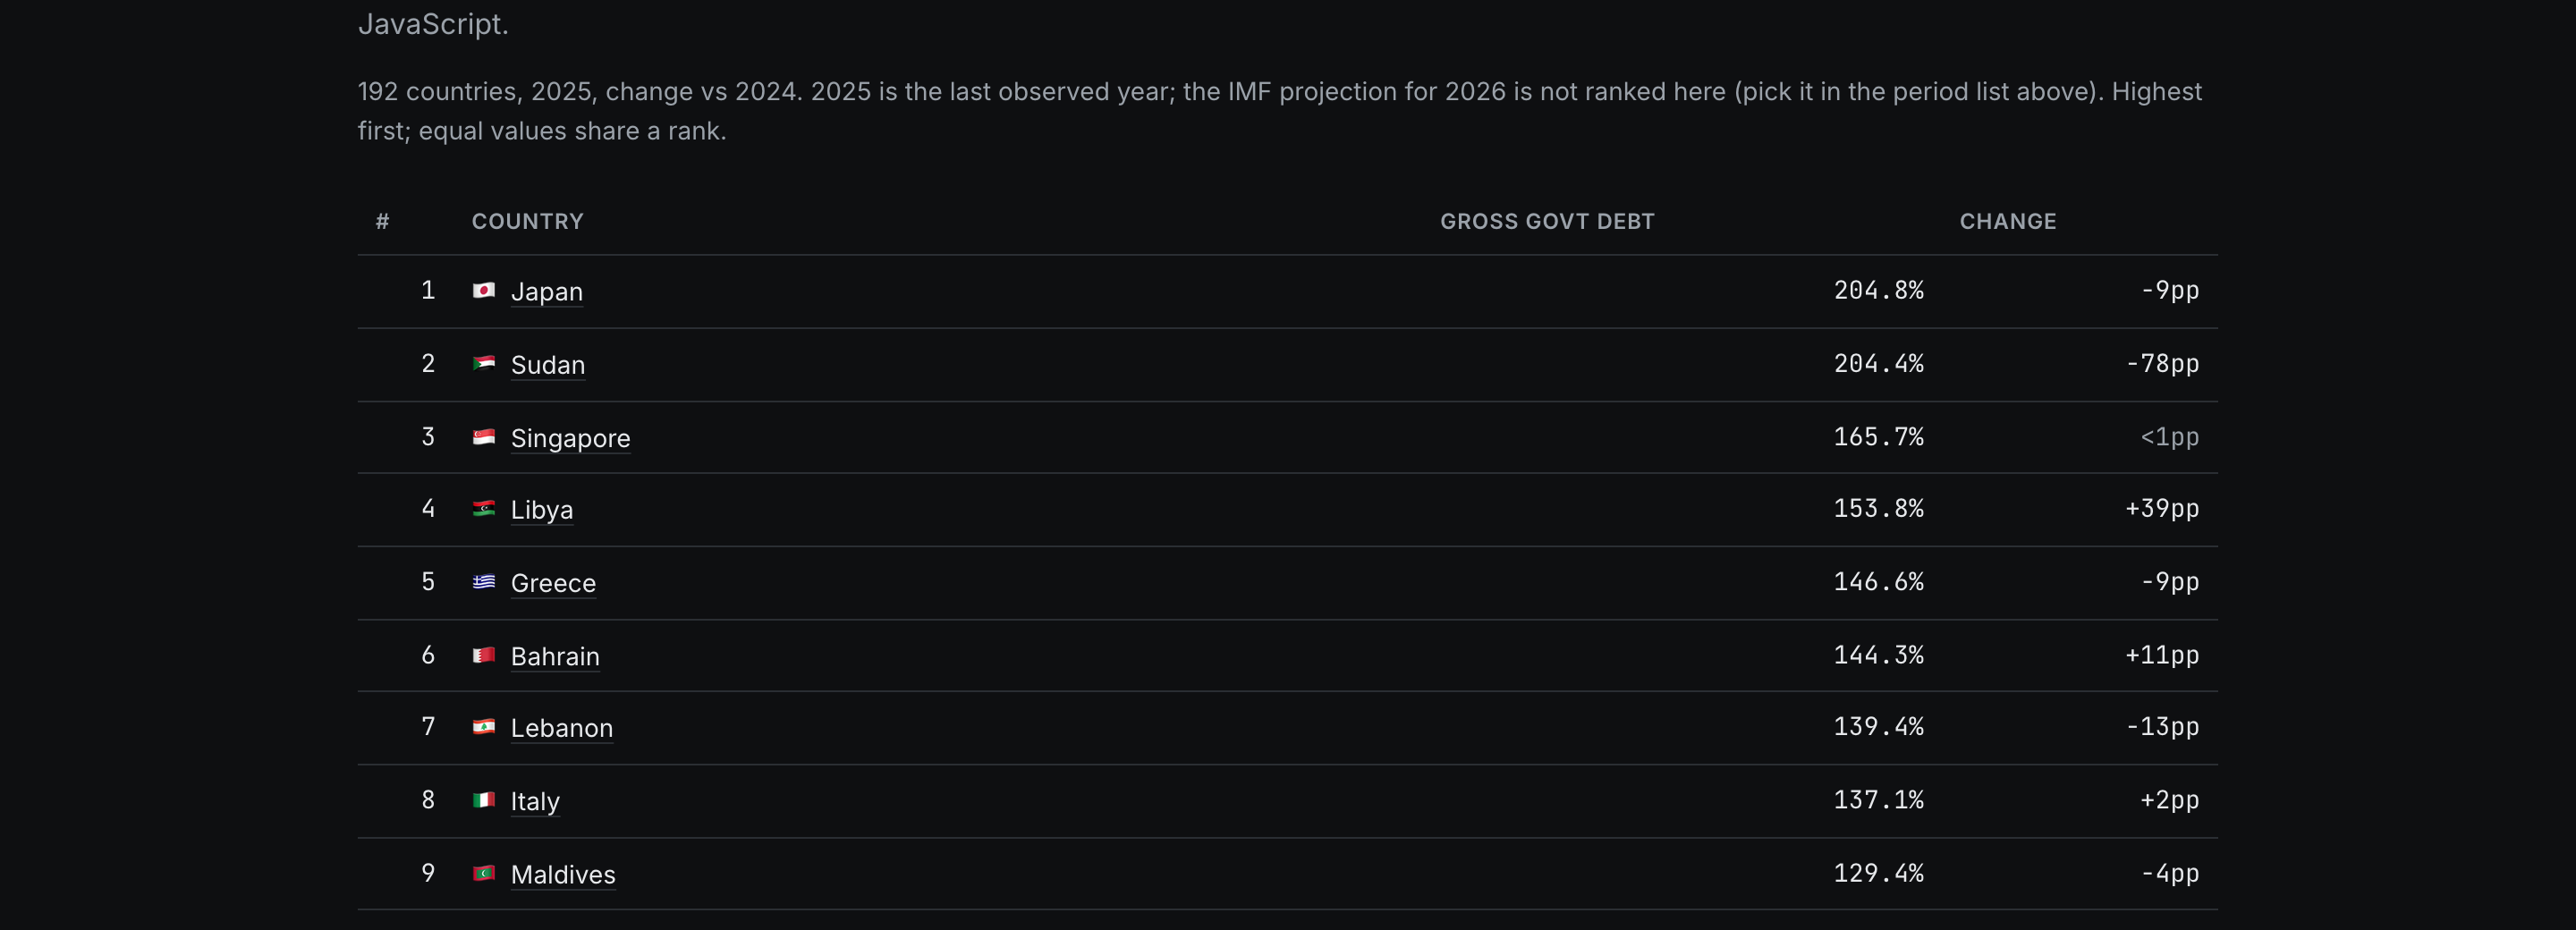 JavaScript.
192 countries, 2025, change vs 2024. 2025 is the last observed year; the IMF projection for 2026 is not ranked here (pick it in the period list above). Highest
first; equal values share a rank.
# COUNTRY GROSS GOVT DEBT CHANGE
1 Japan 204.8% -9pp
2 Sudan 204.4% -78pp
3 Singapore 165.7% <1pp
4 Libya 153.8% +39pp
5 Greece 146.6% -9pp
6 Bahrain 144.3% +11pp
7 Lebanon 139.4% -13pp
8 Italy 137.1% +2pp
9 Maldives 129.4% -4pp